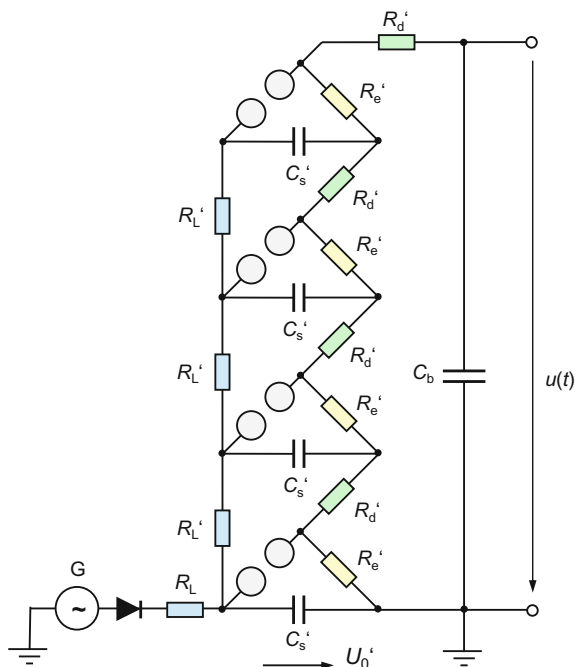 R_d‘
R_e‘
C_s‘
R_L‘
R_d‘
R_e‘
C_s‘
R_L‘
R_d‘
C_b
u(t)
R_e‘
C_s‘
R_L‘
R_d‘
G
~
R_L
R_e‘
C_s‘
U_0‘